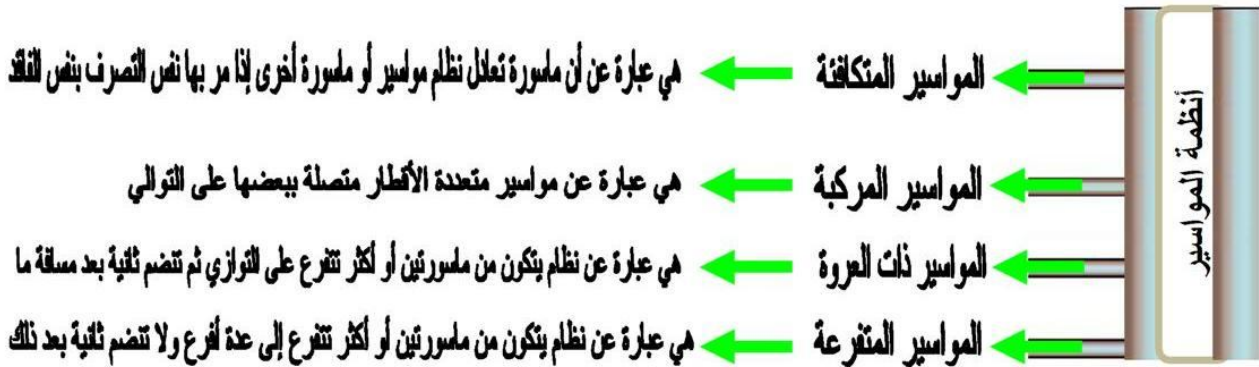 أنظمة المواسير
المواسير المتكافئة هي عبارة عن أن ماسورة تعادل نظام مواسير أو ماسورة أخرى إذا مر بها نفس التصرف بنفس الفاقد
المواسير المركبة هي عبارة عن مواسير متعددة الأقطار متصلة ببعضها على التوالي
المواسير ذات العروة هي عبارة عن نظام يتكون من ماسورتين أو أكثر تتفرع على التوازي ثم تنضم ثانية بعد مسافة ما
المواسير المتفرعة هي عبارة عن نظام يتكون من ماسورتين أو أكثر تتفرع إلى عدة أفرع ولا تنضم ثانية بعد ذلك